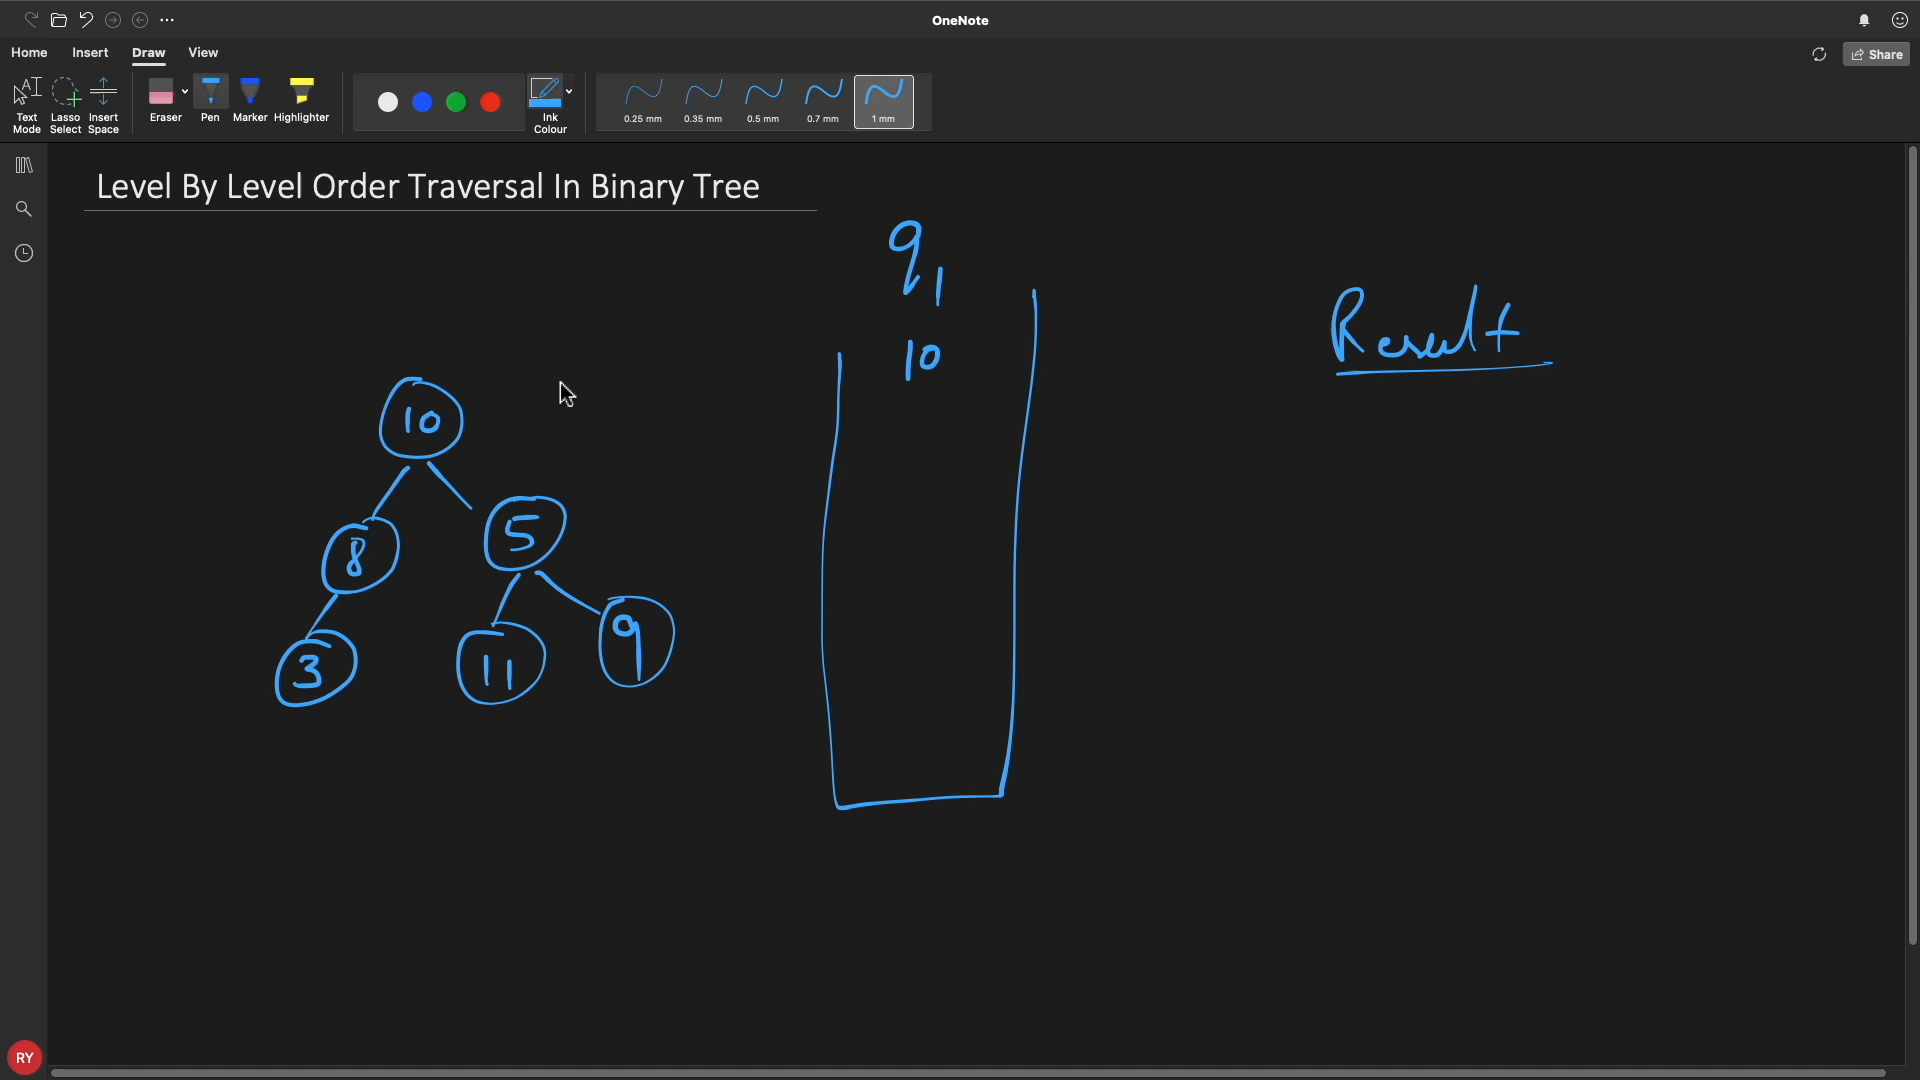 OneNote
Home Insert Draw View
Share
Text Mode
Lasso Select
Insert Space
Eraser
Pen
Marker
Highlighter
Ink Colour
0.25 mm
0.35 mm
0.5 mm
0.7 mm
1 mm
Level By Level Order Traversal In Binary Tree
q1
10
Result
10
8 5
3 11 9
RY